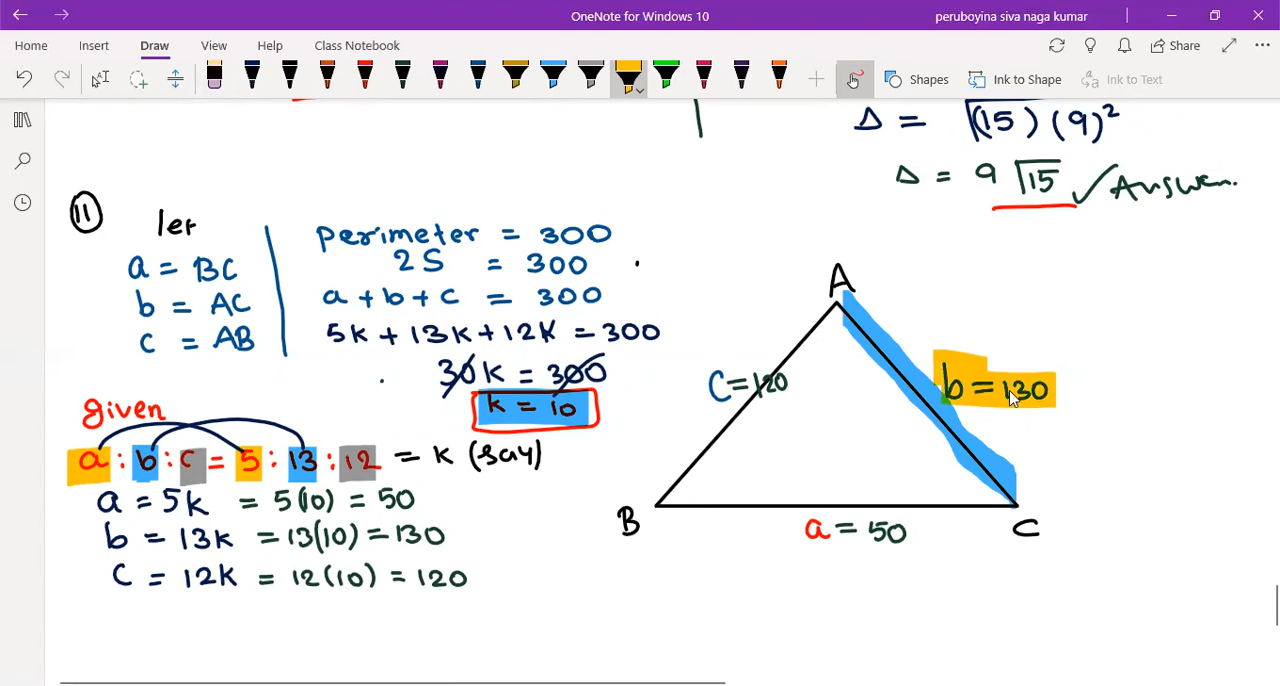 OneNote for Windows 10
peruboyina siva naga kumar
Home Insert Draw View Help Class Notebook
Share
Shapes
Ink to Shape
Ink to Text
Δ = √(15) (9)²
Δ = 9 √15 ✓ Answer.
11
let
a = BC
b = AC
c = AB
perimeter = 300
2S = 300
a + b + c = 300
5k + 13k + 12k = 300
30k = 300
k = 10
given
a : b : c = 5 : 13 : 12 = k (say)
a = 5k = 5(10) = 50
b = 13k = 13(10) = 130
c = 12k = 12(10) = 120
A
c = 120
b = 130
B
a = 50
C